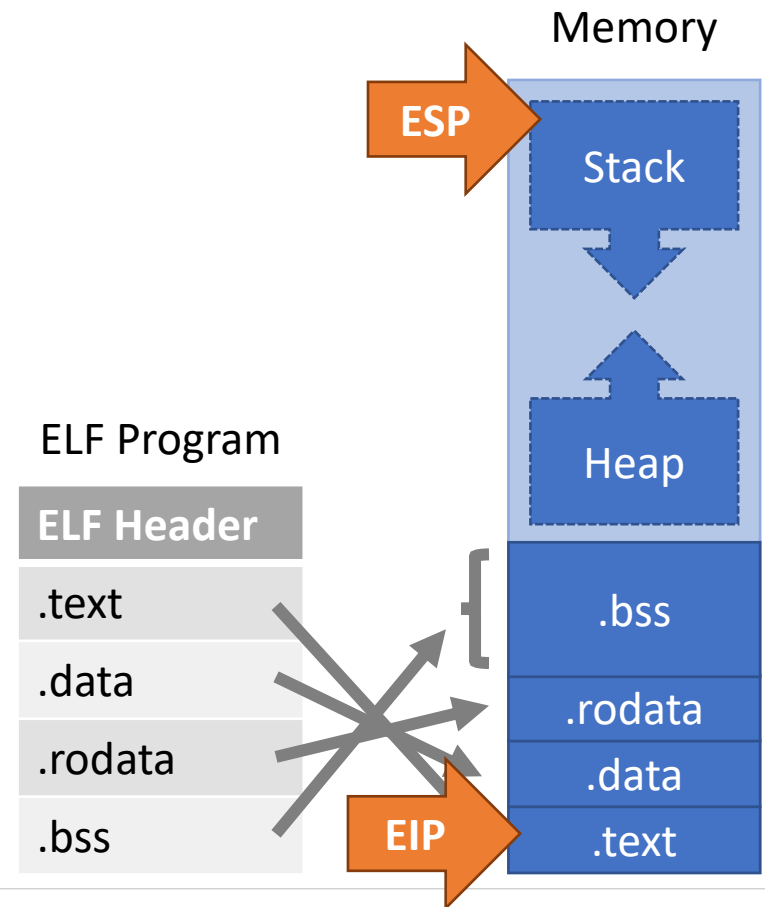 Memory
ESP
Stack
Heap
ELF Program
ELF Header
.text
.data
.rodata
.bss
.bss
.rodata
.data
.text
EIP